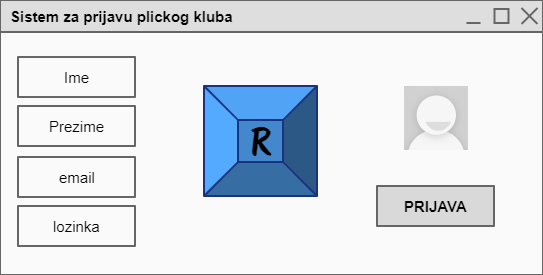 Sistem za prijavu plickog kluba
Ime
Prezime
email
lozinka
R
PRIJAVA